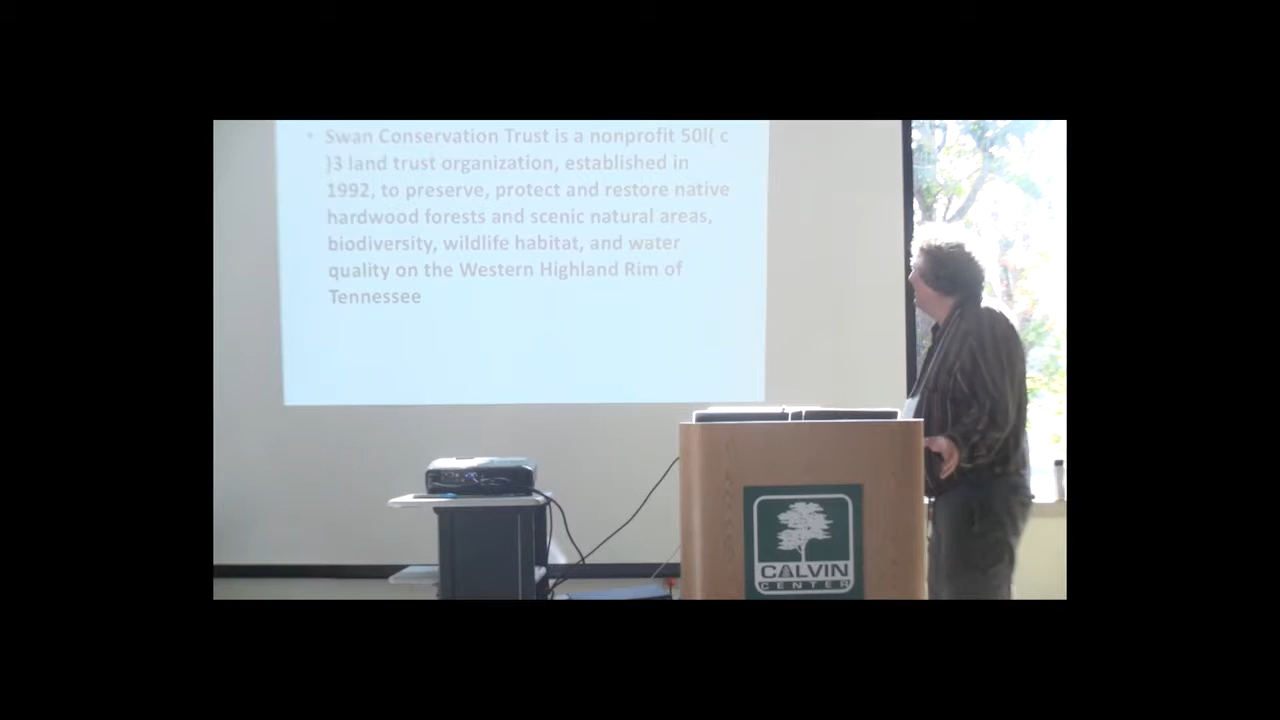 • Swan Conservation Trust is a nonprofit 50l( c
)3 land trust organization, established in
1992, to preserve, protect and restore native
hardwood forests and scenic natural areas,
biodiversity, wildlife habitat, and water
quality on the Western Highland Rim of
Tennessee
CALVIN
CENTER